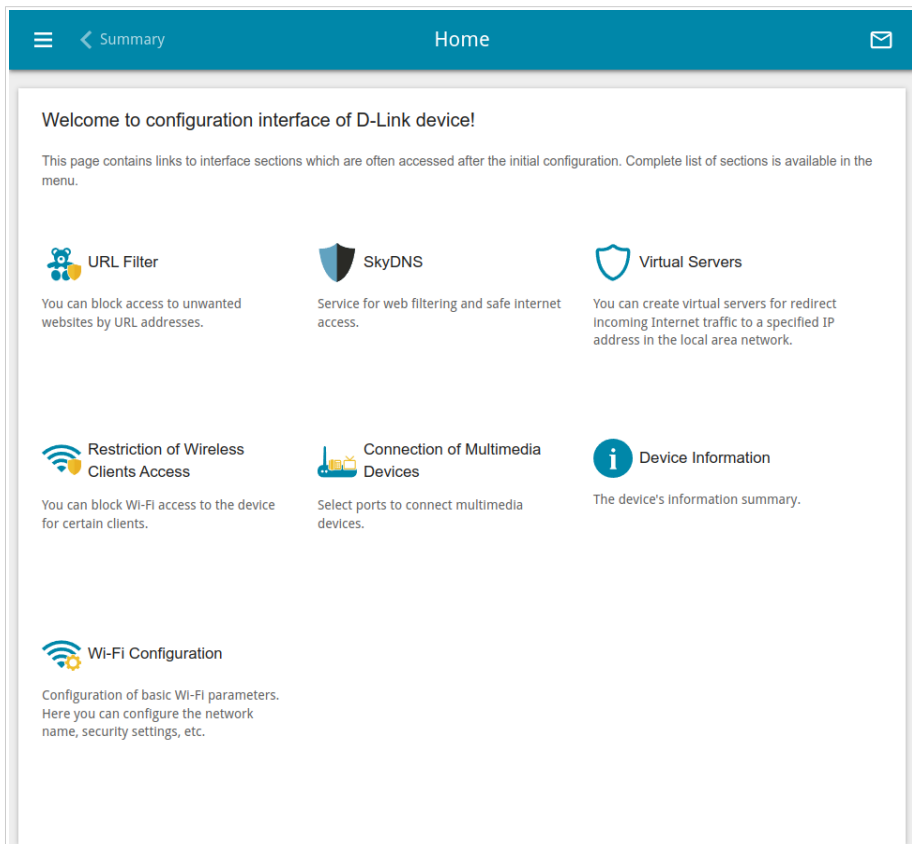 Summary
Home
Welcome to configuration interface of D-Link device!
This page contains links to interface sections which are often accessed after the initial configuration. Complete list of sections is available in the
menu.
URL Filter
You can block access to unwanted
websites by URL addresses.
SkyDNS
Service for web filtering and safe internet
access.
Virtual Servers
You can create virtual servers for redirect
incoming Internet traffic to a specified IP
address in the local area network.
Restriction of Wireless
Clients Access
You can block Wi-Fi access to the device
for certain clients.
Connection of Multimedia
Devices
Select ports to connect multimedia
devices.
Device Information
The device's information summary.
Wi-Fi Configuration
Configuration of basic Wi-Fi parameters.
Here you can configure the network
name, security settings, etc.